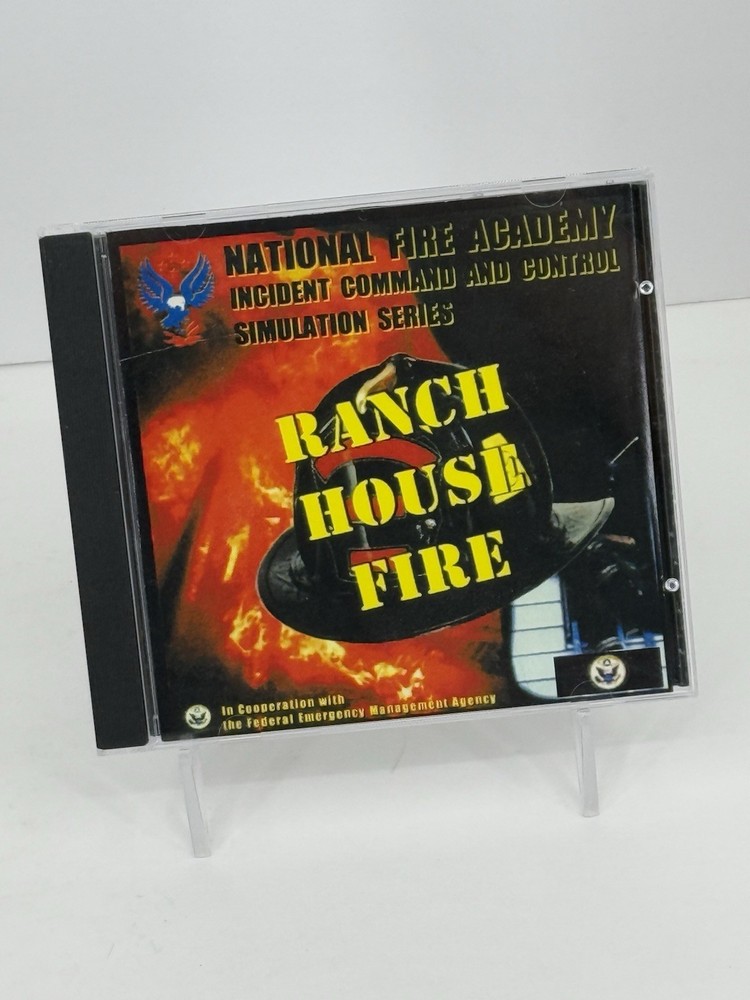 NATIONAL FIRE ACADEMY
INCIDENT COMMAND AND CONTROL
SIMULATION SERIES
RANCH
HOUSE
FIRE
In Cooperation with
the Federal Emergency Management Agency